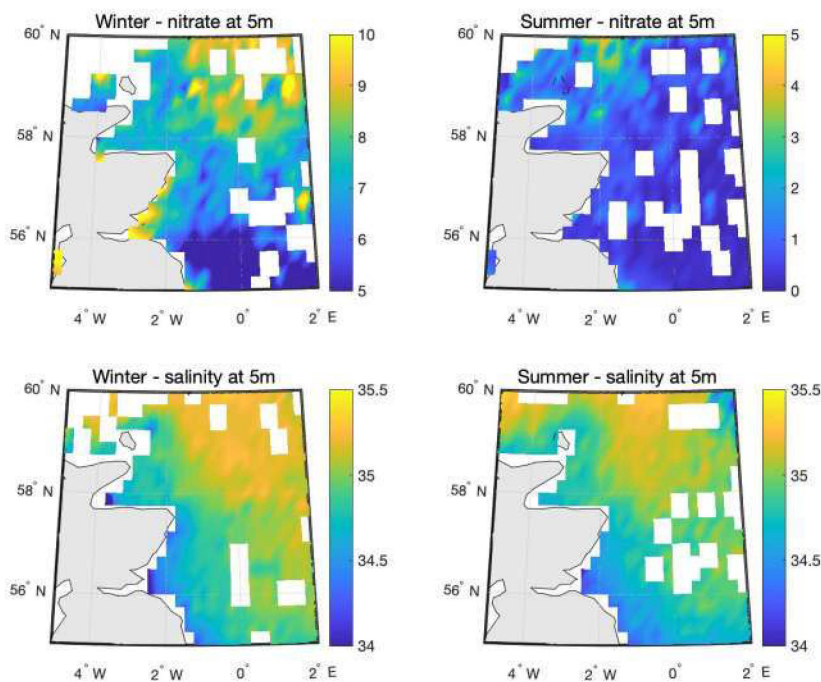 Winter - nitrate at 5m
60° N
58° N
56° N
4° W
2° W
0°
2° E
10
9
8
7
6
5
Summer - nitrate at 5m
60° N
58° N
56° N
4° W
2° W
0°
2° E
5
4
3
2
1
0
Winter - salinity at 5m
60° N
58° N
56° N
4° W
2° W
0°
2° E
35.5
35
34.5
34
Summer - salinity at 5m
60° N
58° N
56° N
4° W
2° W
0°
2° E
35.5
35
34.5
34